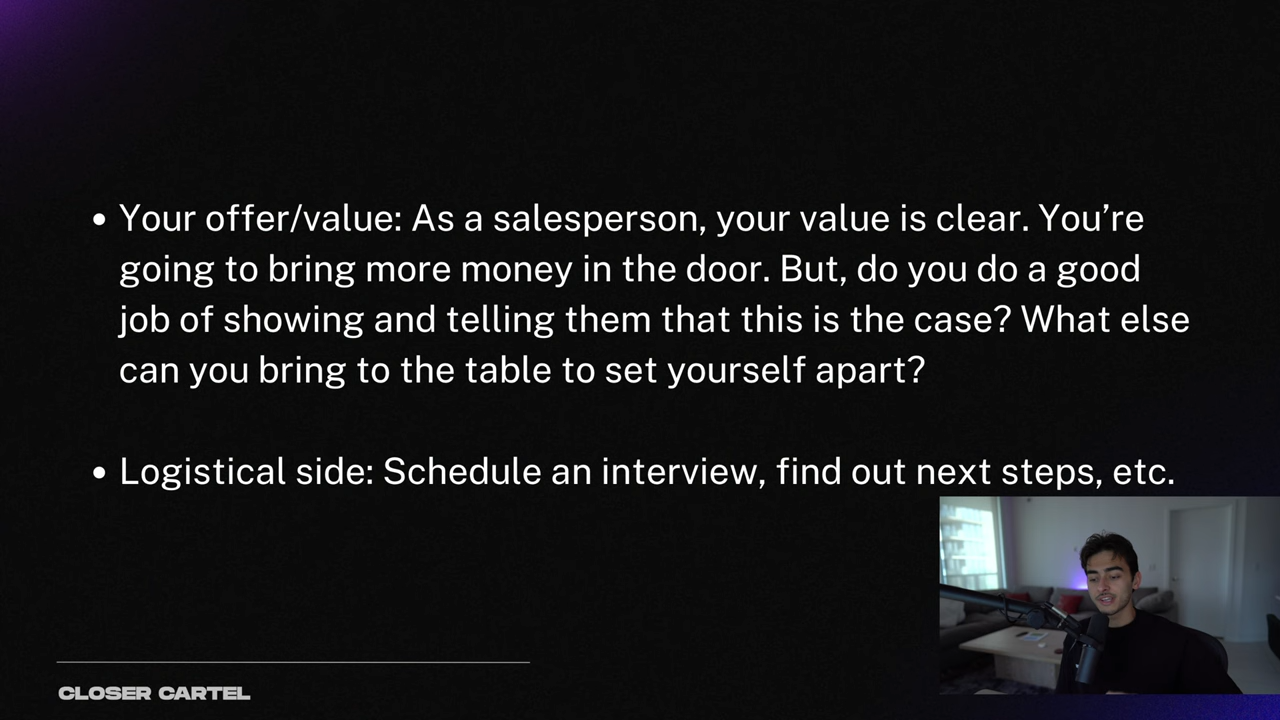 • Your offer/value: As a salesperson, your value is clear. You’re
going to bring more money in the door. But, do you do a good
job of showing and telling them that this is the case? What else
can you bring to the table to set yourself apart?
• Logistical side: Schedule an interview, find out next steps, etc.
CLOSER CARTEL